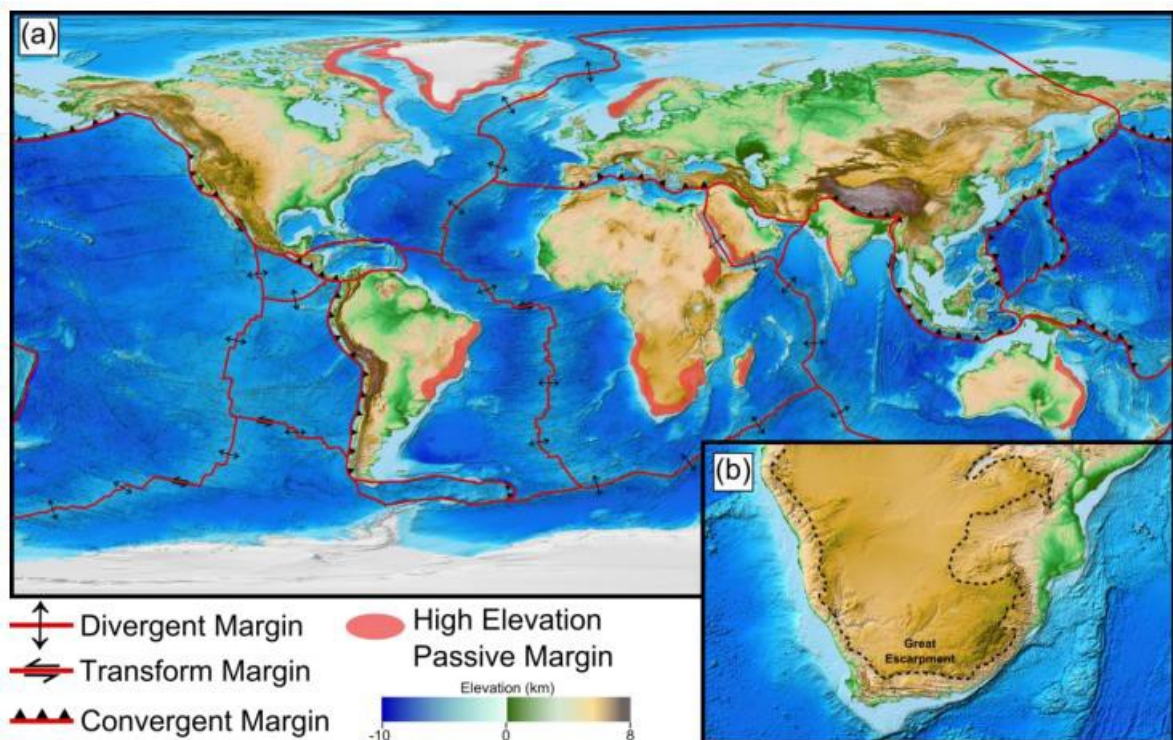 (a)
(b)
Great
Escarpment
Divergent Margin
Transform Margin
Convergent Margin
High Elevation
Passive Margin
Elevation (km)
-10 0 8